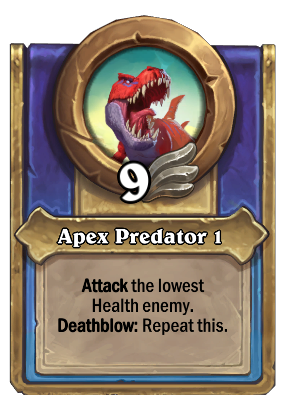 9
Apex Predator 1
Attack the lowest
Health enemy.
Deathblow: Repeat this.